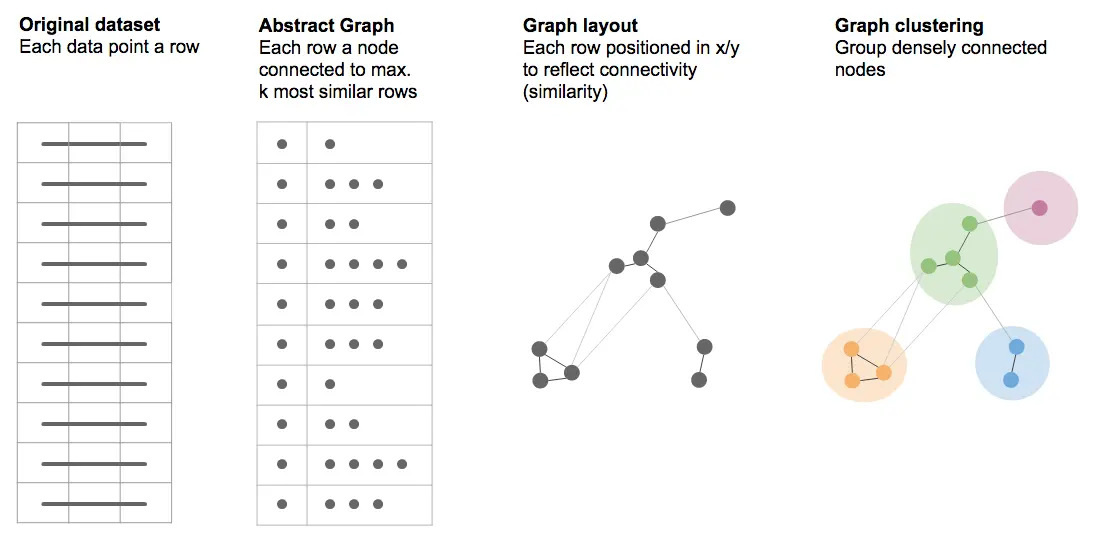 Original dataset
Each data point a row
Abstract Graph
Each row a node
connected to max.
k most similar rows
Graph layout
Each row positioned in x/y
to reflect connectivity
(similarity)
Graph clustering
Group densely connected
nodes